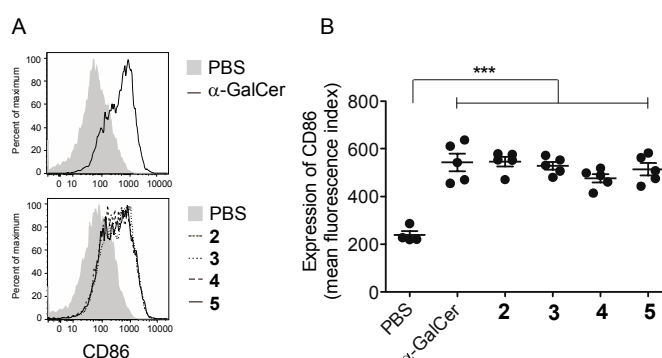 A
B
Percent of maximum
100
80
60
40
20
0
0 10 100 1000 10000
PBS
α-GalCer
Percent of maximum
100
80
60
40
20
0
0 10 100 1000 10000
PBS
2
3
4
5
CD86
Expression of CD86
(mean fluorescence index)
800
600
400
200
0
***
PBS
α-GalCer
2
3
4
5